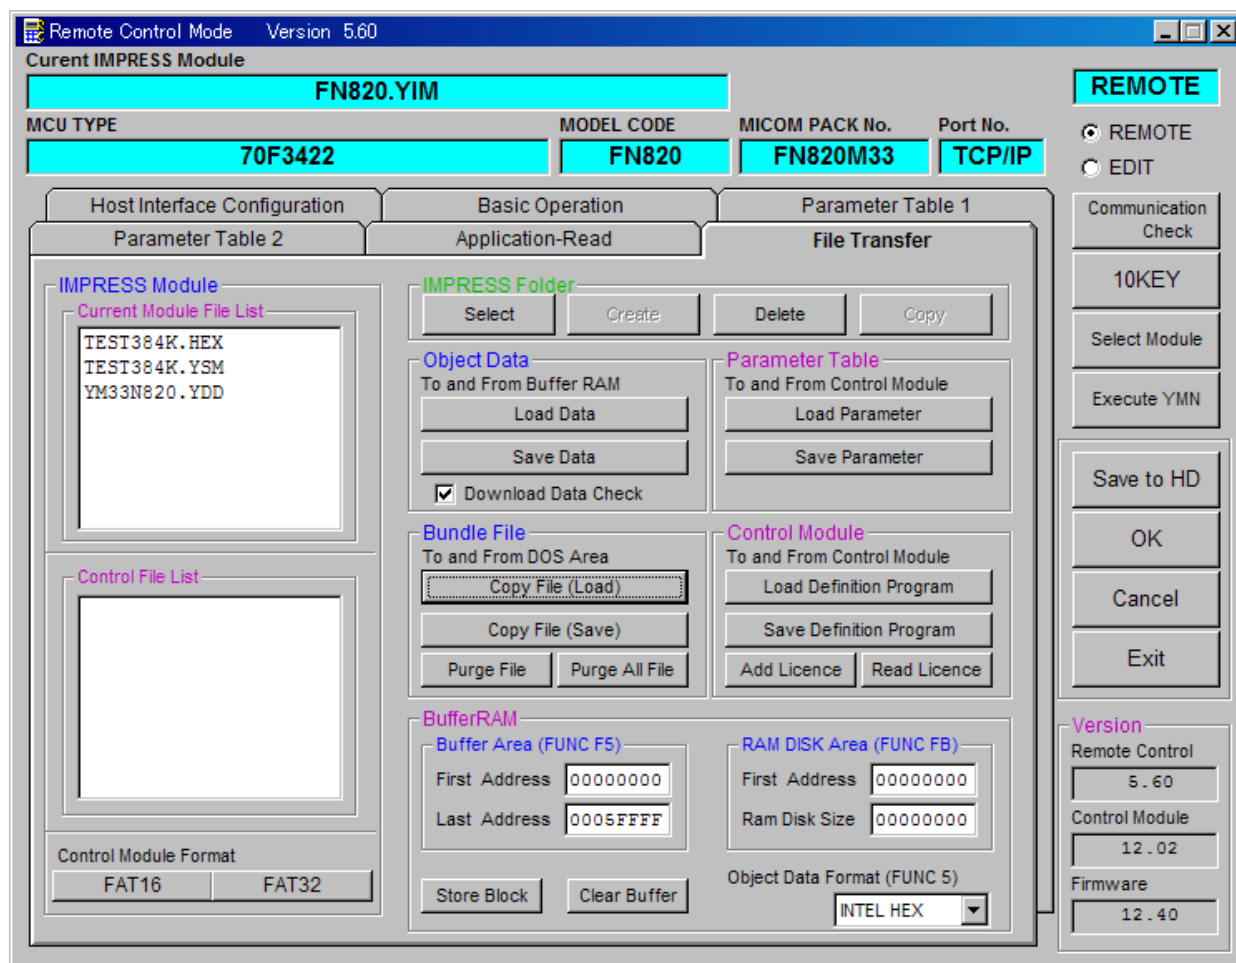 Remote Control Mode Version 5.60
Curent IMPRESS Module
FN820.YIM
REMOTE
MCU TYPE MODEL CODE MICOM PACK No. Port No.
70F3422 FN820 FN820M33 TCP/IP
REMOTE
EDIT
Host Interface Configuration Basic Operation Parameter Table 1
Parameter Table 2 Application-Read File Transfer
Communication
Check
10KEY
Select Module
Execute YMN
Save to HD
OK
Cancel
Exit
IMPRESS Module
Current Module File List
TEST384K.HEX
TEST384K.YSM
YM33N820.YDD
Control File List
Control Module Format
FAT16 FAT32
IMPRESS Folder
Select Create Delete Copy
Object Data
To and From Buffer RAM
Load Data
Save Data
Download Data Check
Parameter Table
To and From Control Module
Load Parameter
Save Parameter
Bundle File
To and From DOS Area
Copy File (Load)
Copy File (Save)
Purge File Purge All File
Control Module
To and From Control Module
Load Definition Program
Save Definition Program
Add Licence Read Licence
BufferRAM
Buffer Area (FUNC F5)
First Address 00000000
Last Address 0005FFFF
RAM DISK Area (FUNC FB)
First Address 00000000
Ram Disk Size 00000000
Store Block Clear Buffer
Object Data Format (FUNC 5)
INTEL HEX
Version
Remote Control
5.60
Control Module
12.02
Firmware
12.40